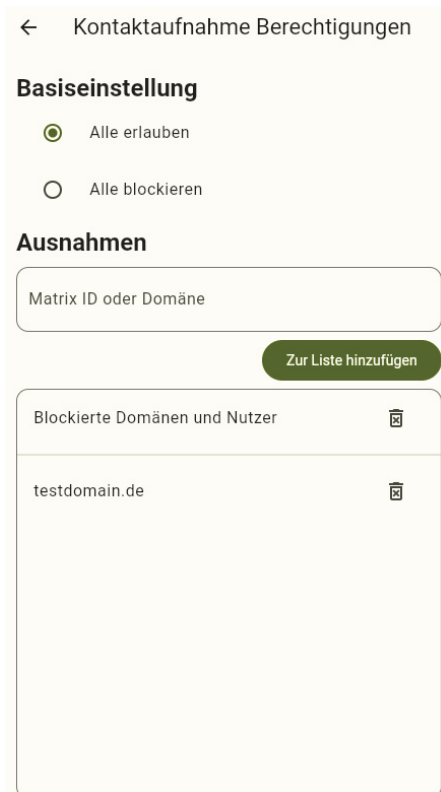 Kontaktaufnahme Berechtigungen
Basiseinstellung
Alle erlauben
Alle blockieren
Ausnahmen
Matrix ID oder Domäne
Zur Liste hinzufügen
Blockierte Domänen und Nutzer
testdomain.de